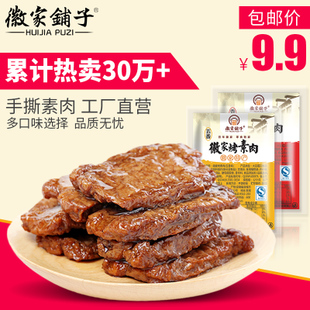 徽家铺子
HUIJIA PUZI
包邮价
¥9.9
累计热卖30万+
手撕素肉 工厂直营
多口味选择 品质无忧
徽家铺子
徽家烤素肉